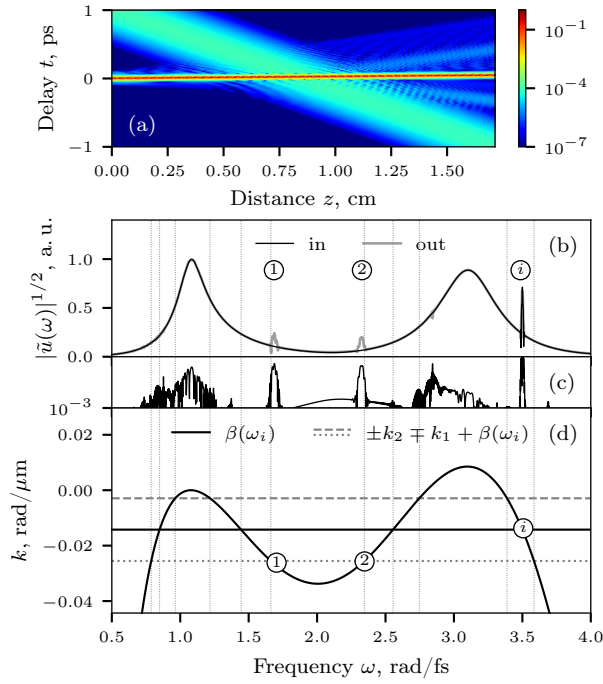 1
0
−1
Delay t, ps
(a)
10⁻¹
10⁻⁴
10⁻⁷
0.00 0.25 0.50 0.75 1.00 1.25 1.50
Distance z, cm
in out (b)
1 2 i
1.0
0.5
0.0
|ũ(ω)|^{1/2}, a. u.
10⁻³
(c)
β(ω_i) ±k₂ ∓ k₁ + β(ω_i) (d)
0.02
0.00
−0.02
−0.04
k, rad/μm
i
1 2
0.5 1.0 1.5 2.0 2.5 3.0 3.5 4.0
Frequency ω, rad/fs